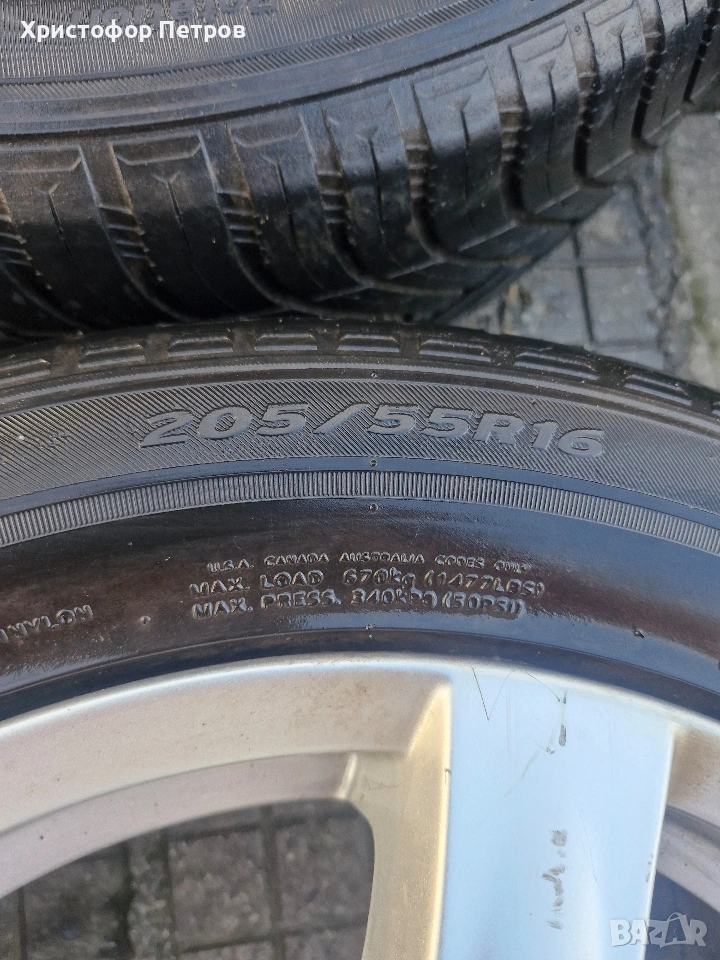 Христофор Петров
205/55R16
U.S.A. CANADA AUSTRALIA CODES ONLY
MAX. LOAD 670kg (1477LBS)
MAX. PRESS. 340kPa (50PSI)
NYLON
BAZAR